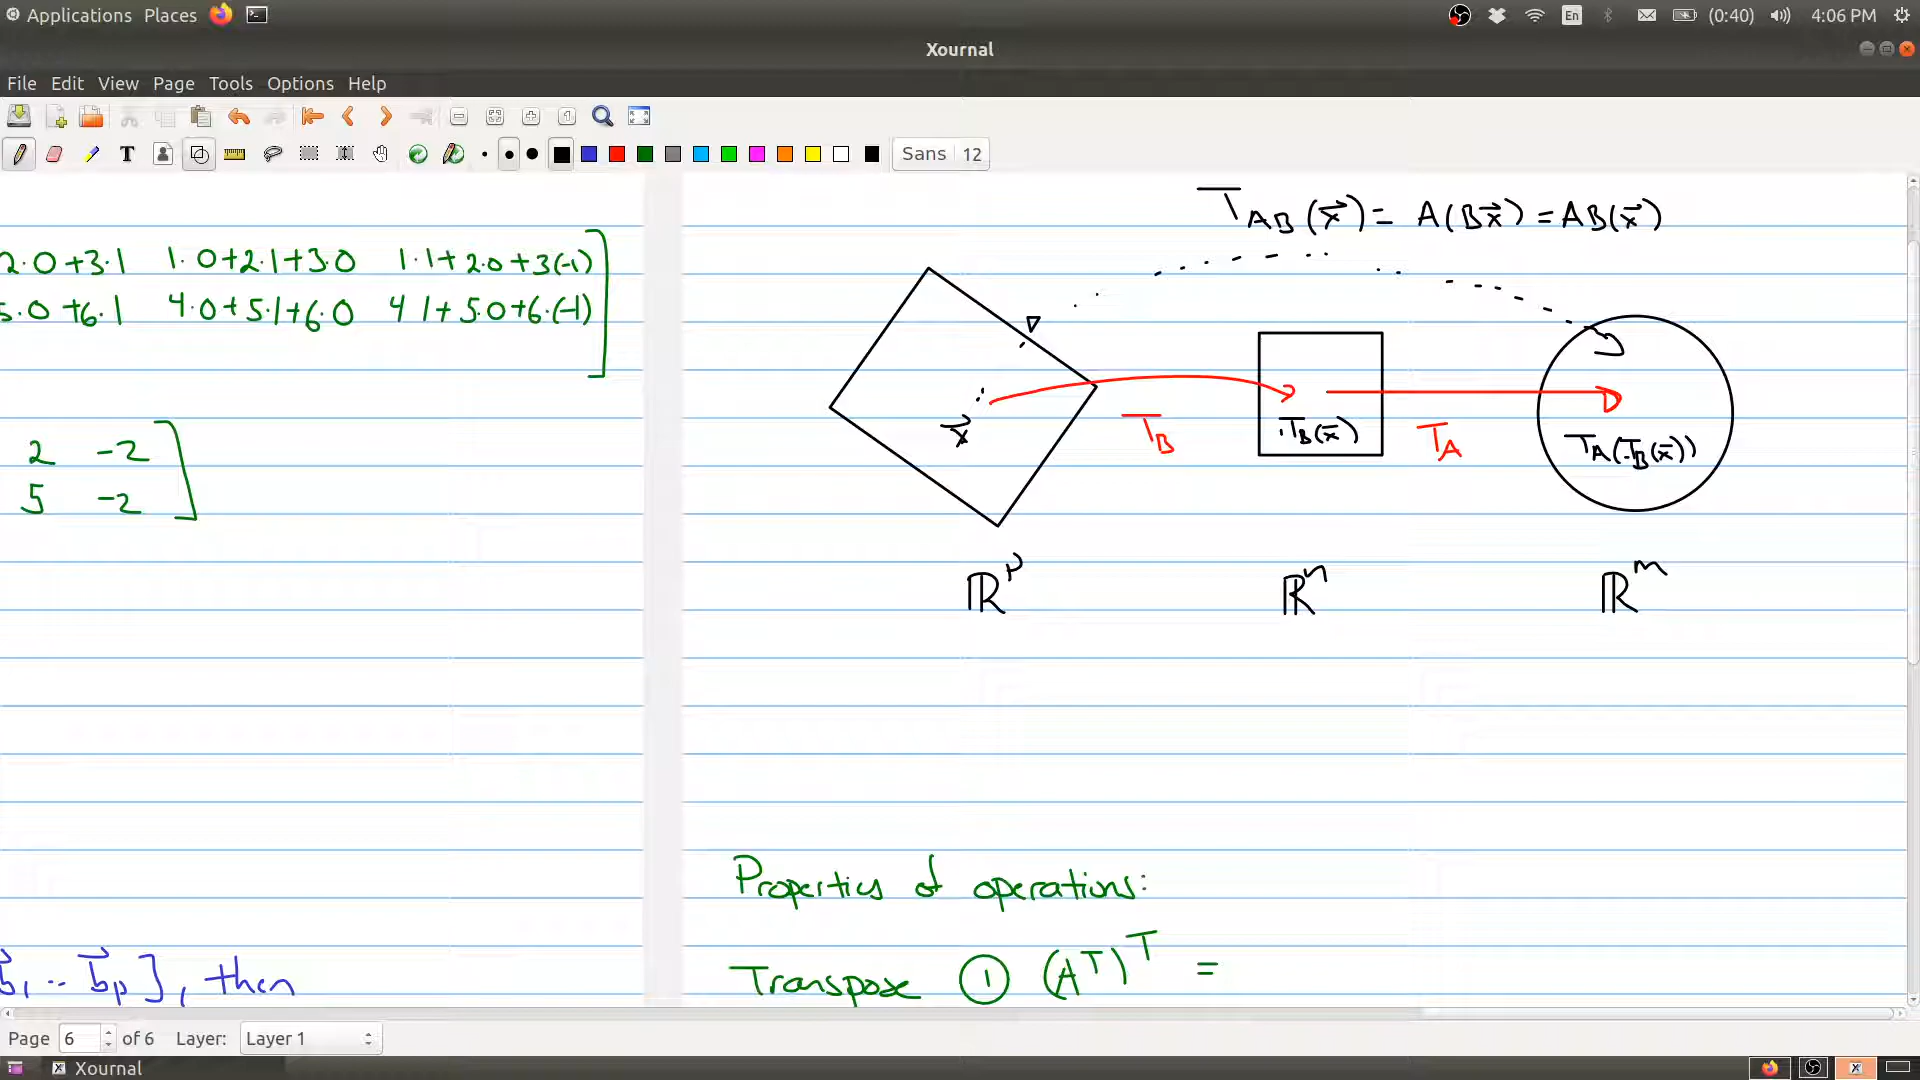 Applications Places En (0:40) 4:06 PM
Xournal
File Edit View Page Tools Options Help
Sans 12
2·0+3·1 1·0+2·1+3·0 1·1+2·0+3(-1)
5·0+6·1 4·0+5·1+6·0 4·1+5·0+6·(-1)
2 -2
5 -2
b₁ ·· b_p], then
T_AB(x⃗) = A(Bx⃗) = AB(x⃗)
x⃗
T_B
T_B(x⃗)
T_A
T_A(T_B(x⃗))
ℝ^p ℝ^n ℝ^m
Properties of operations:
Transpose ① (A^T)^T =
Page 6 of 6 Layer: Layer 1
Xournal